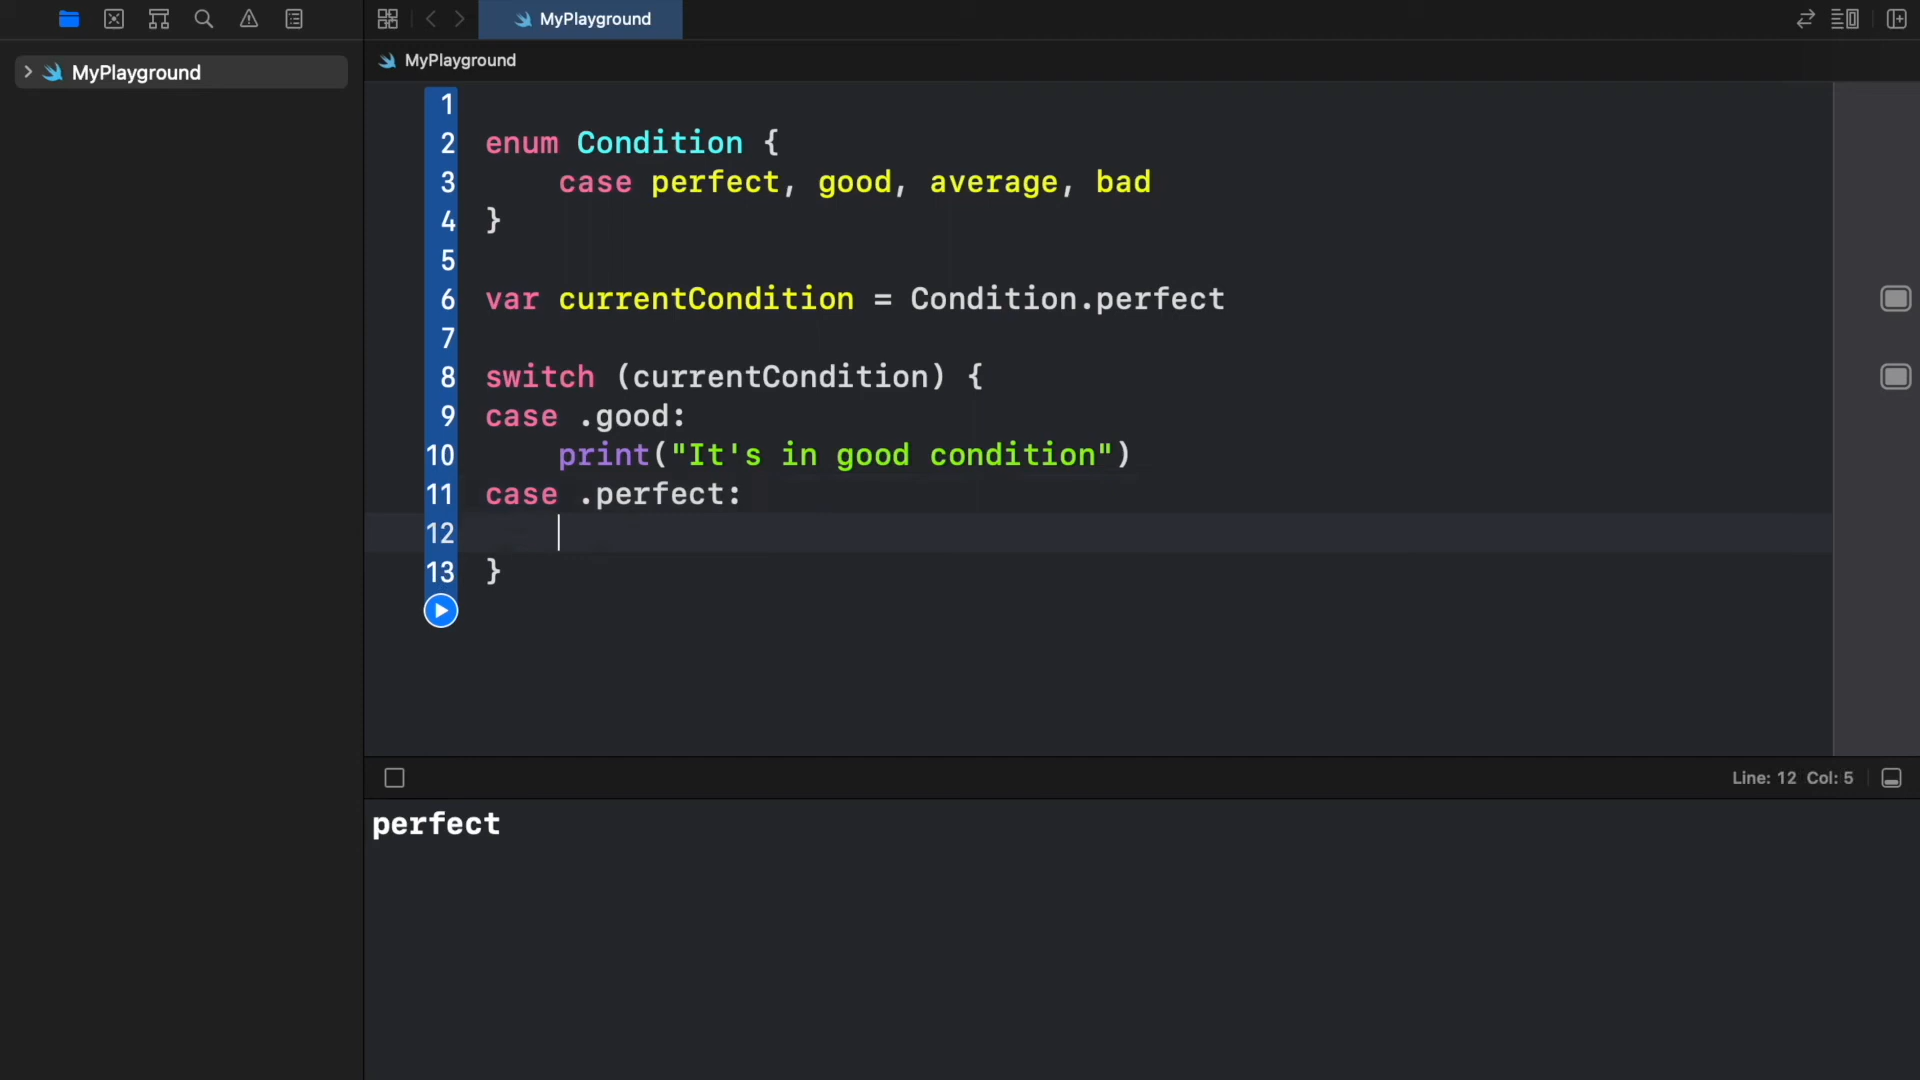 MyPlayground
MyPlayground
MyPlayground
1
2 enum Condition {
3     case perfect, good, average, bad
4 }
5
6 var currentCondition = Condition.perfect
7
8 switch (currentCondition) {
9 case .good:
10     print("It's in good condition")
11 case .perfect:
12
13 }
Line: 12 Col: 5
perfect